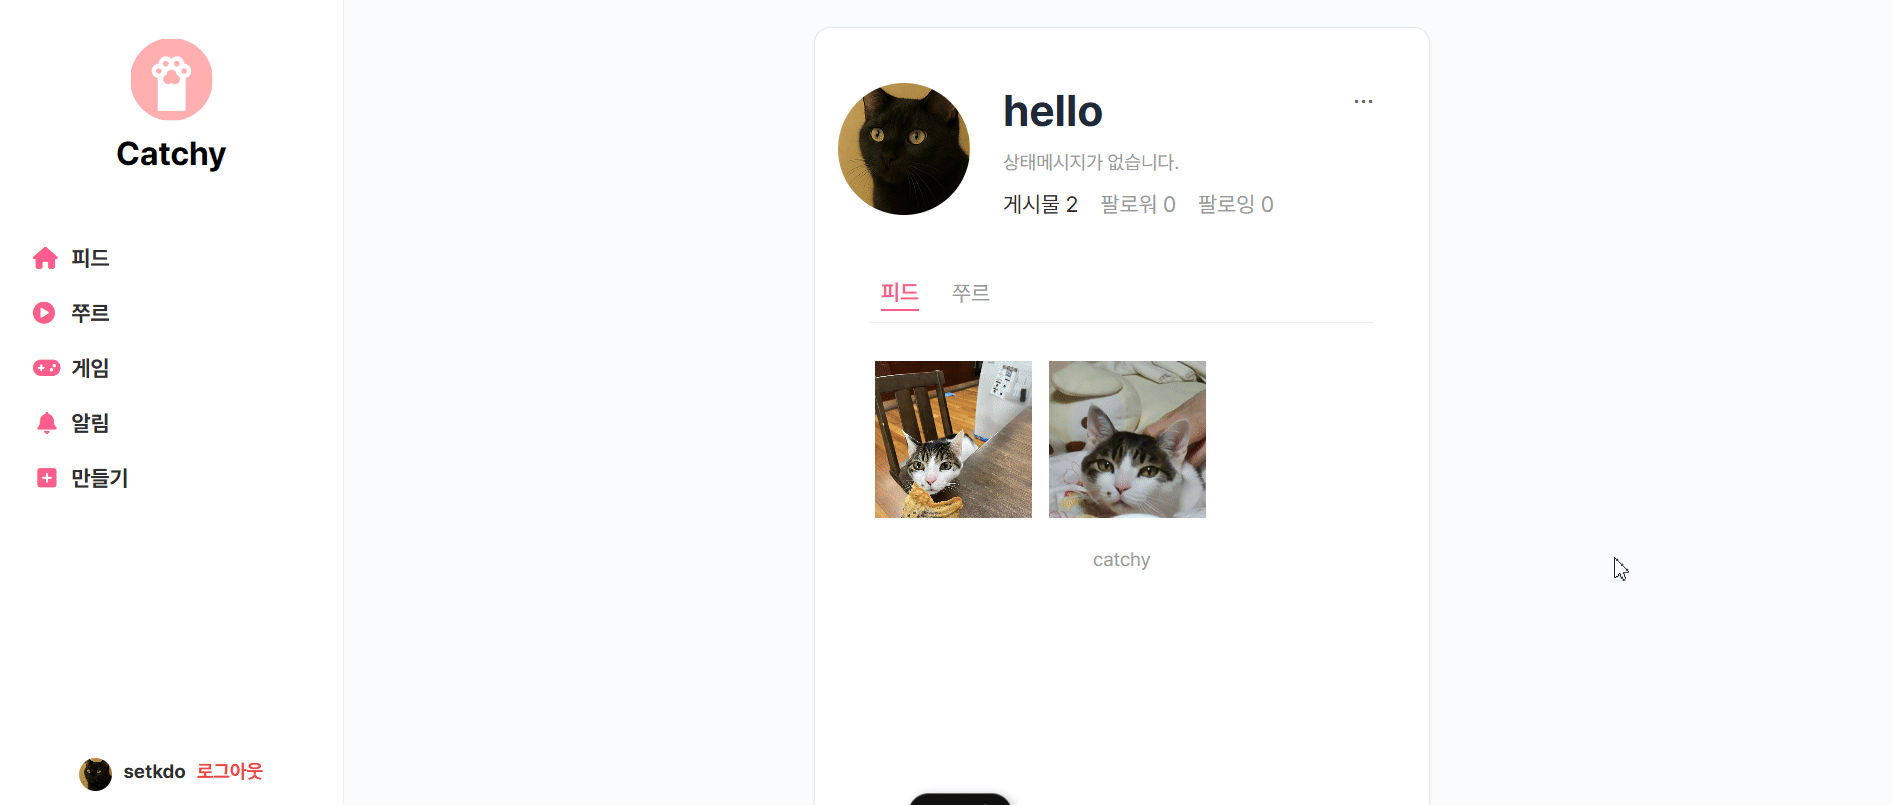 Catchy
피드
쭈르
게임
알림
만들기
setkdo 로그아웃
hello
상태메시지가 없습니다.
게시물 2 팔로워 0 팔로잉 0
피드 쭈르
catchy